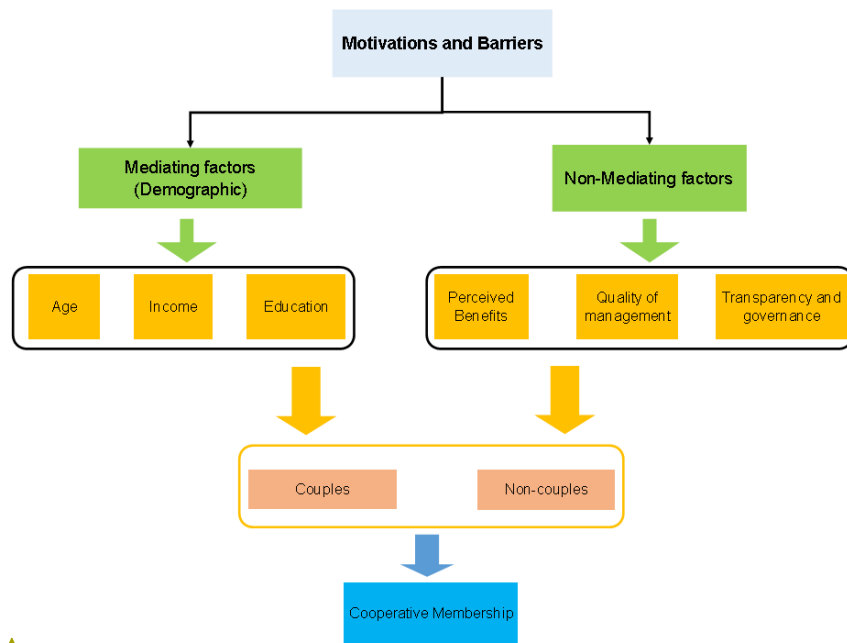 Motivations and Barriers
Mediating factors
(Demographic)
Non-Mediating factors
Age
Income
Education
Perceived
Benefits
Quality of
management
Transparency and
governance
Couples
Non-couples
Cooperative Membership